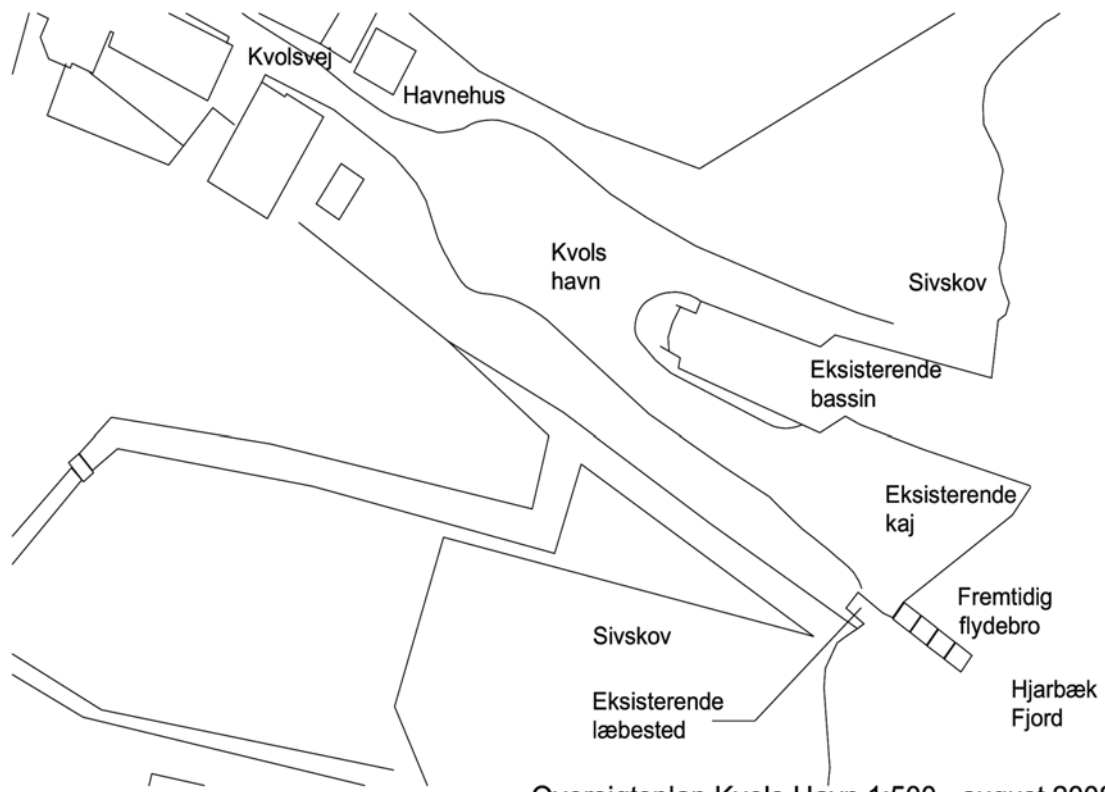 Kvolsvej
Havnehus
Kvols
havn
Sivskov
Eksisterende
bassin
Eksisterende
kaj
Fremtidig
flydebro
Sivskov
Hjarbæk
Fjord
Eksisterende
læbested
Oversigtsplan Kvols Havn 1:500 - august